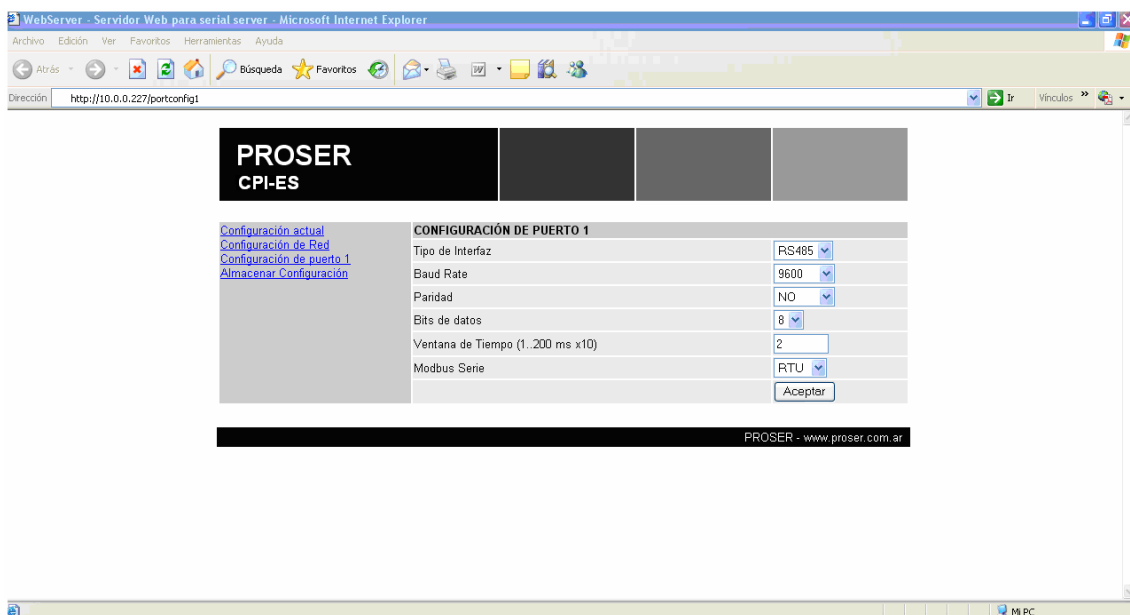 WebServer - Servidor Web para serial server - Microsoft Internet Explorer
Archivo Edición Ver Favoritos Herramientas Ayuda
Atrás Búsqueda Favoritos
Dirección http://10.0.0.227/portconfig1 Ir Vínculos »
PROSER
CPI-ES
Configuración actual
Configuración de Red
Configuración de puerto 1
Almacenar Configuración
CONFIGURACIÓN DE PUERTO 1
Tipo de Interfaz RS485
Baud Rate 9600
Paridad NO
Bits de datos 8
Ventana de Tiempo (1..200 ms x10) 2
Modbus Serie RTU
Aceptar
PROSER - www.proser.com.ar
Mi PC